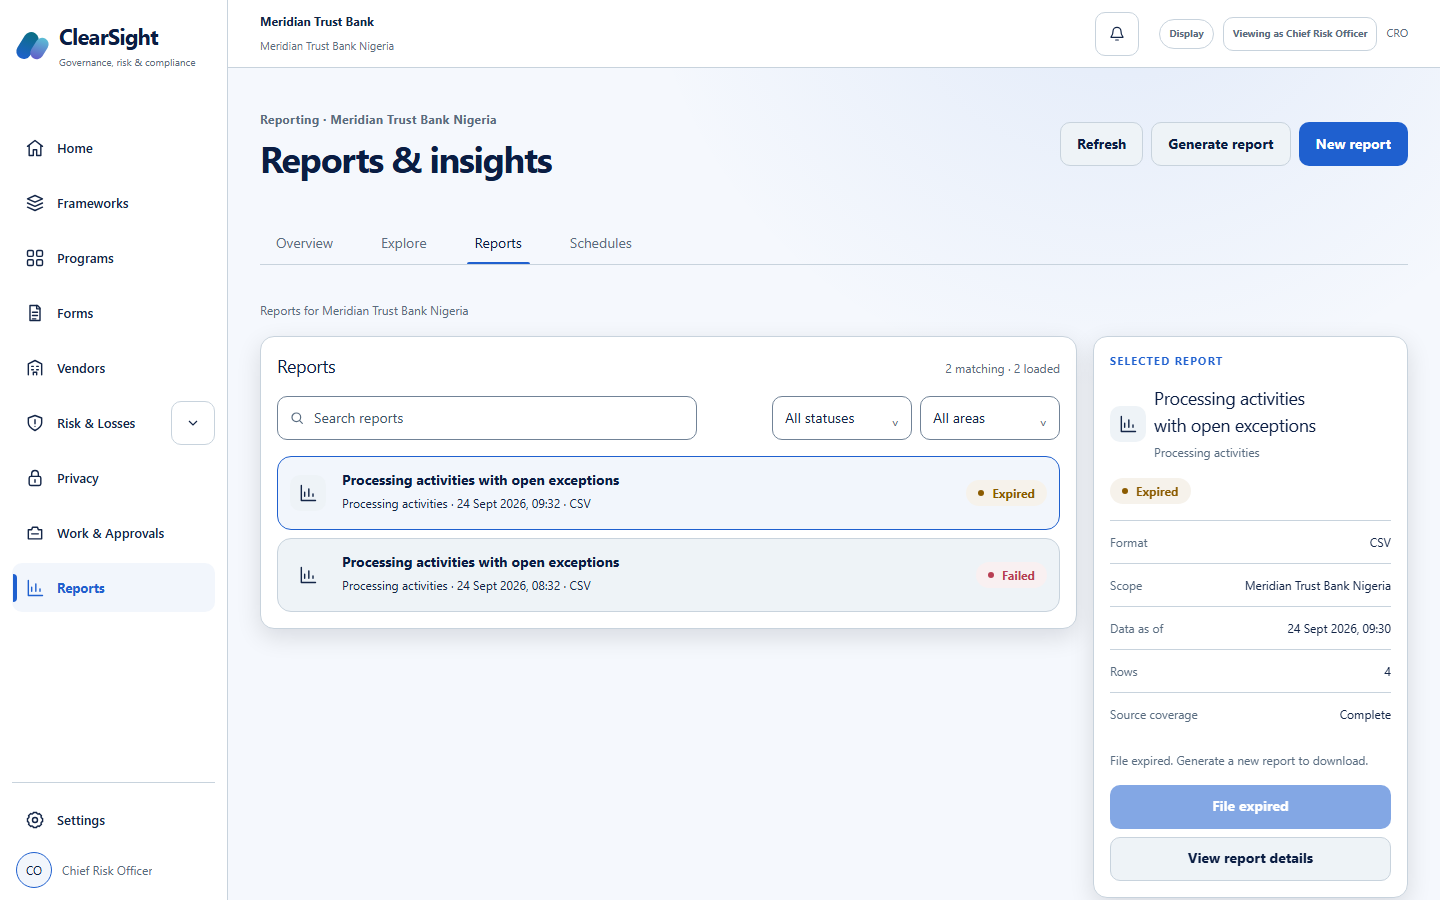 ClearSight
Governance, risk & compliance
Home
Frameworks
Programs
Forms
Vendors
Risk & Losses
Privacy
Work & Approvals
Reports
Settings
CO
Chief Risk Officer
Meridian Trust Bank
Meridian Trust Bank Nigeria
Display
Viewing as Chief Risk Officer
CRO
Reporting · Meridian Trust Bank Nigeria
Reports & insights
Refresh
Generate report
New report
Overview
Explore
Reports
Schedules
Reports for Meridian Trust Bank Nigeria
Reports
2 matching · 2 loaded
Search reports
All statuses
All areas
Processing activities with open exceptions
Processing activities · 24 Sept 2026, 09:32 · CSV
Expired
Processing activities with open exceptions
Processing activities · 24 Sept 2026, 08:32 · CSV
Failed
SELECTED REPORT
Processing activities
with open exceptions
Processing activities
Expired
Format CSV
Scope Meridian Trust Bank Nigeria
Data as of 24 Sept 2026, 09:30
Rows 4
Source coverage Complete
File expired. Generate a new report to download.
File expired
View report details